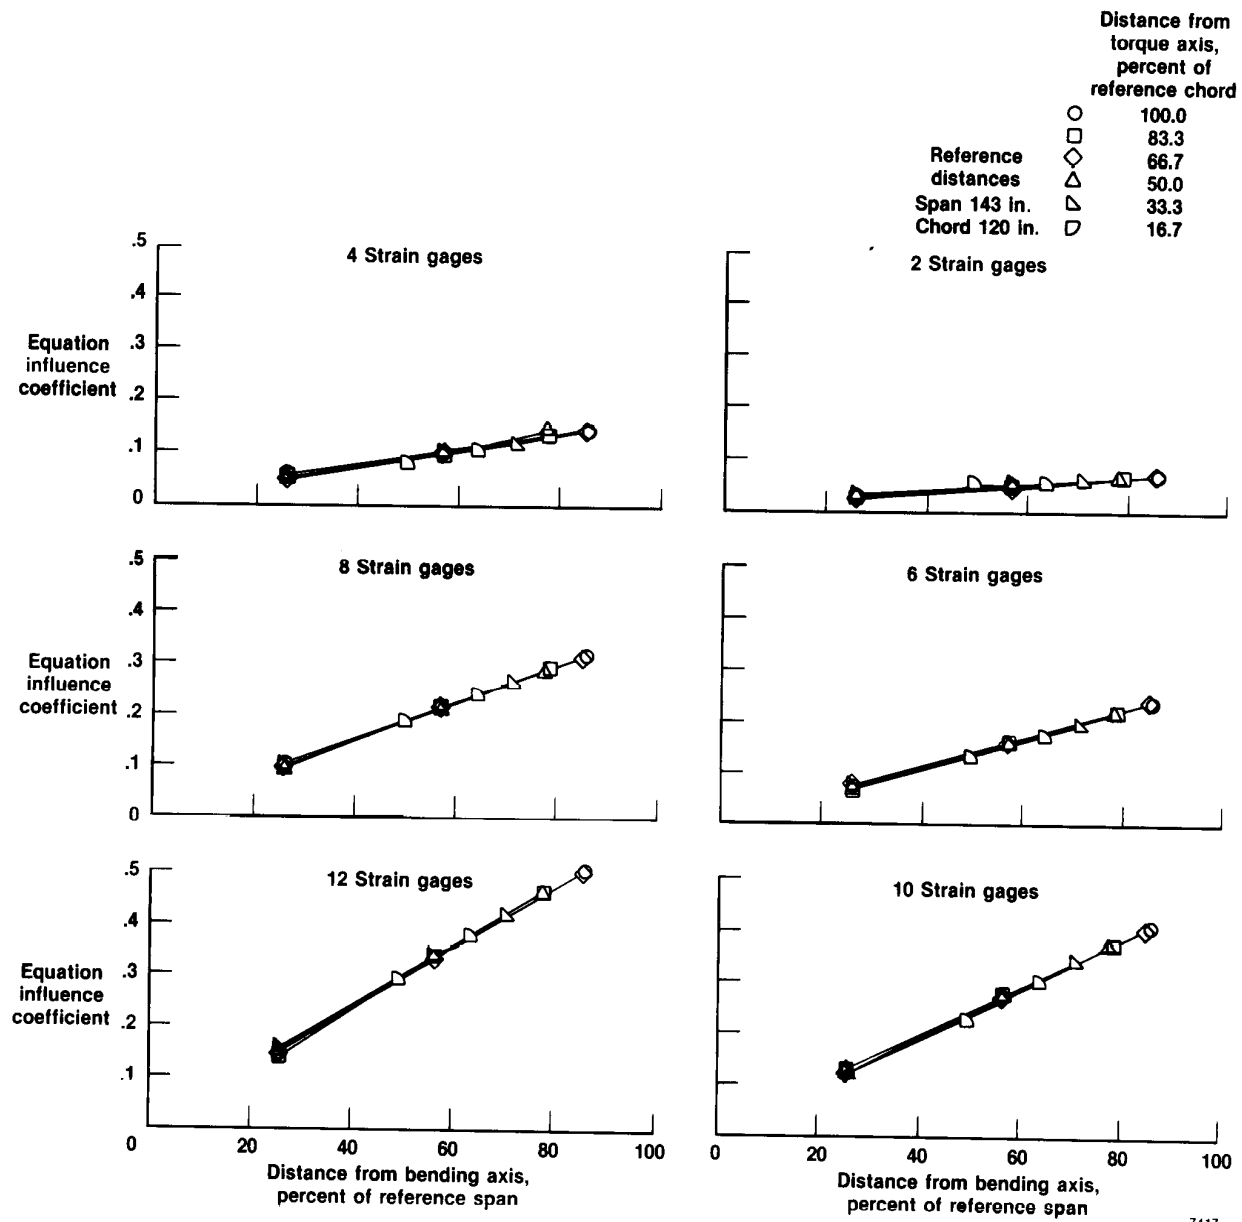 Distance from
torque axis,
percent of
reference chord
100.0
83.3
Reference
66.7
distances
50.0
Span 143 in.
33.3
Chord 120 in.
16.7
4 Strain gages
2 Strain gages
.5
.4
.3
.2
.1
0
Equation
influence
coefficient
8 Strain gages
6 Strain gages
.5
.4
.3
.2
.1
0
Equation
influence
coefficient
12 Strain gages
10 Strain gages
.5
.4
.3
.2
.1
0
Equation
influence
coefficient
20 40 60 80 100
Distance from bending axis,
percent of reference span
0 20 40 60 80 100
Distance from bending axis,
percent of reference span